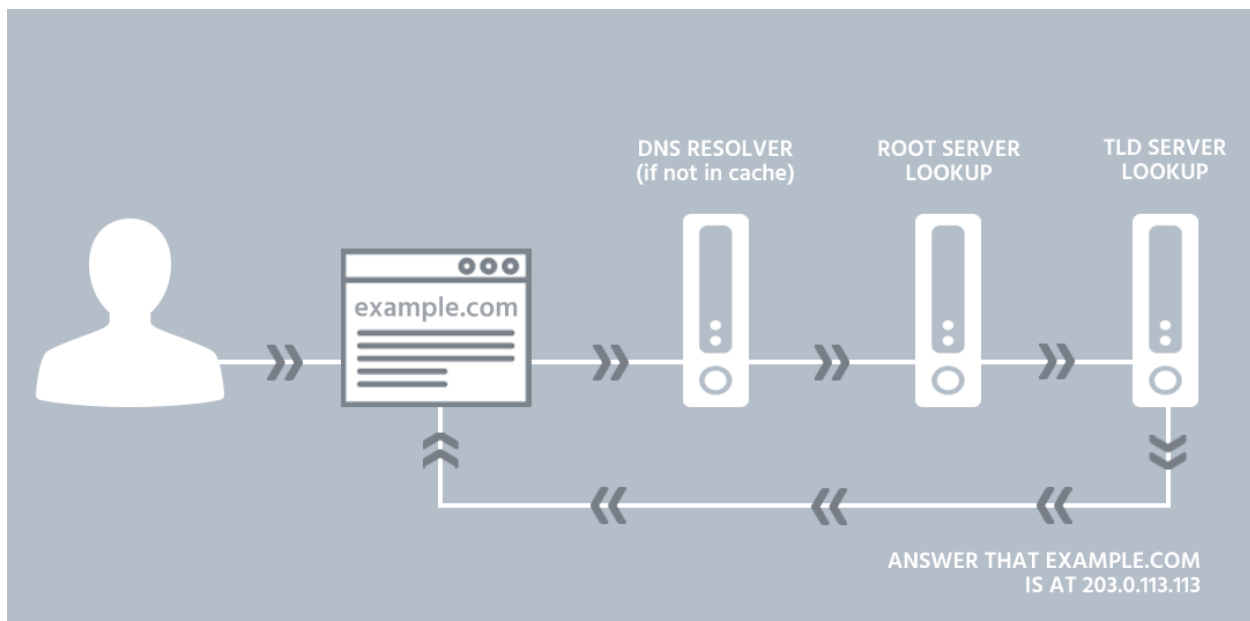 DNS RESOLVER
(if not in cache)
ROOT SERVER
LOOKUP
TLD SERVER
LOOKUP
example.com
ANSWER THAT EXAMPLE.COM
IS AT 203.0.113.113